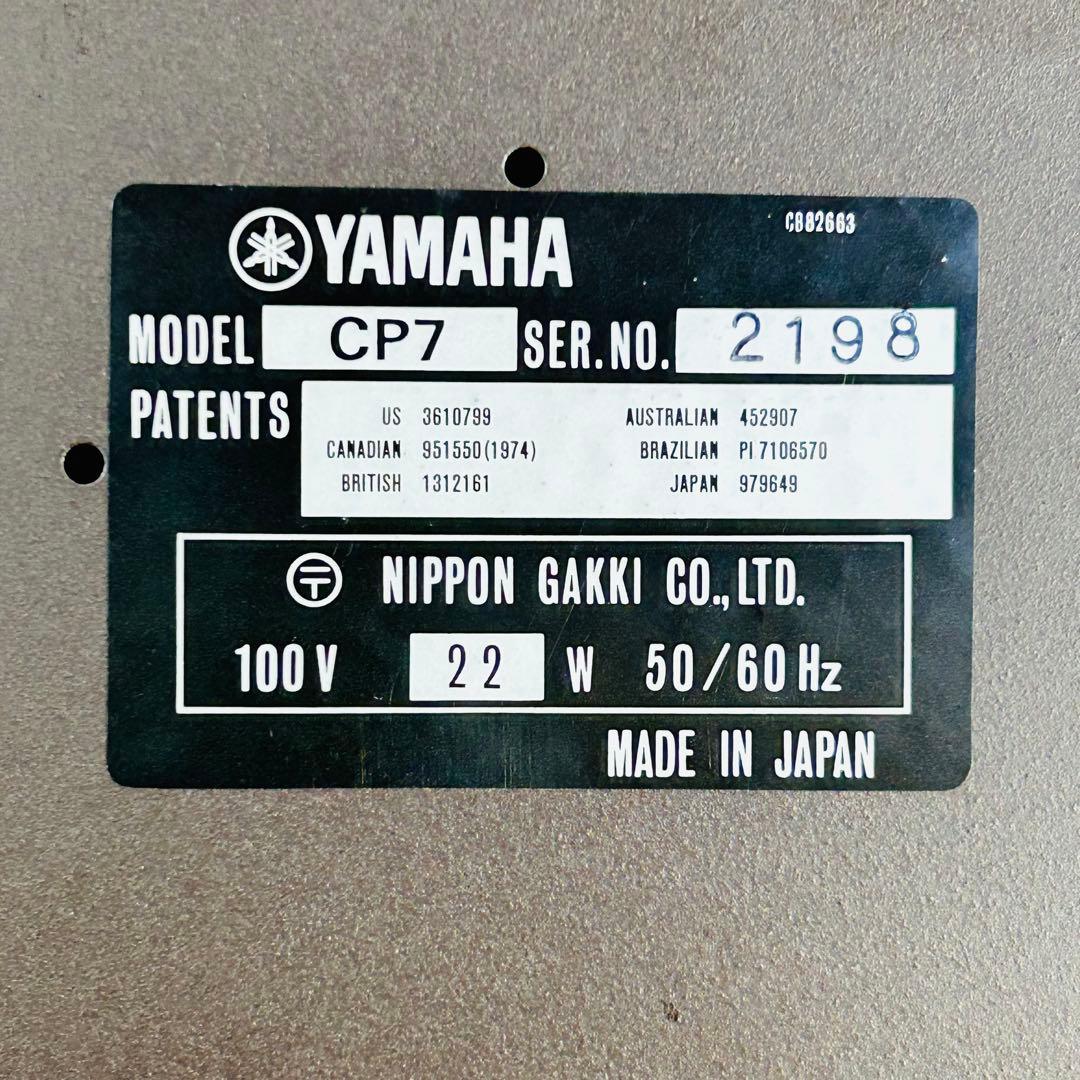 CB82663
YAMAHA
MODEL CP7 SER.NO. 2198
PATENTS
US 3610799 AUSTRALIAN 452907
CANADIAN 951550(1974) BRAZILIAN PI 7106570
BRITISH 1312161 JAPAN 979649
〒 NIPPON GAKKI CO.,LTD.
100V 22 W 50/60Hz
MADE IN JAPAN